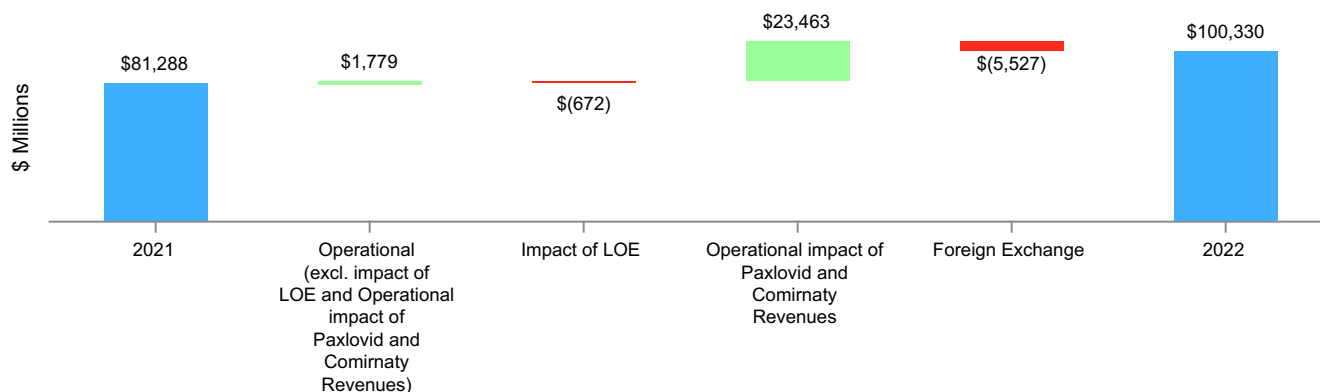 $ Millions
$81,288
$1,779
$(672)
$23,463
$(5,527)
$100,330
2021
Operational
(excl. impact of
LOE and Operational
impact of
Paxlovid and
Comirnaty
Revenues)
Impact of LOE
Operational impact of
Paxlovid and
Comirnaty
Revenues
Foreign Exchange
2022